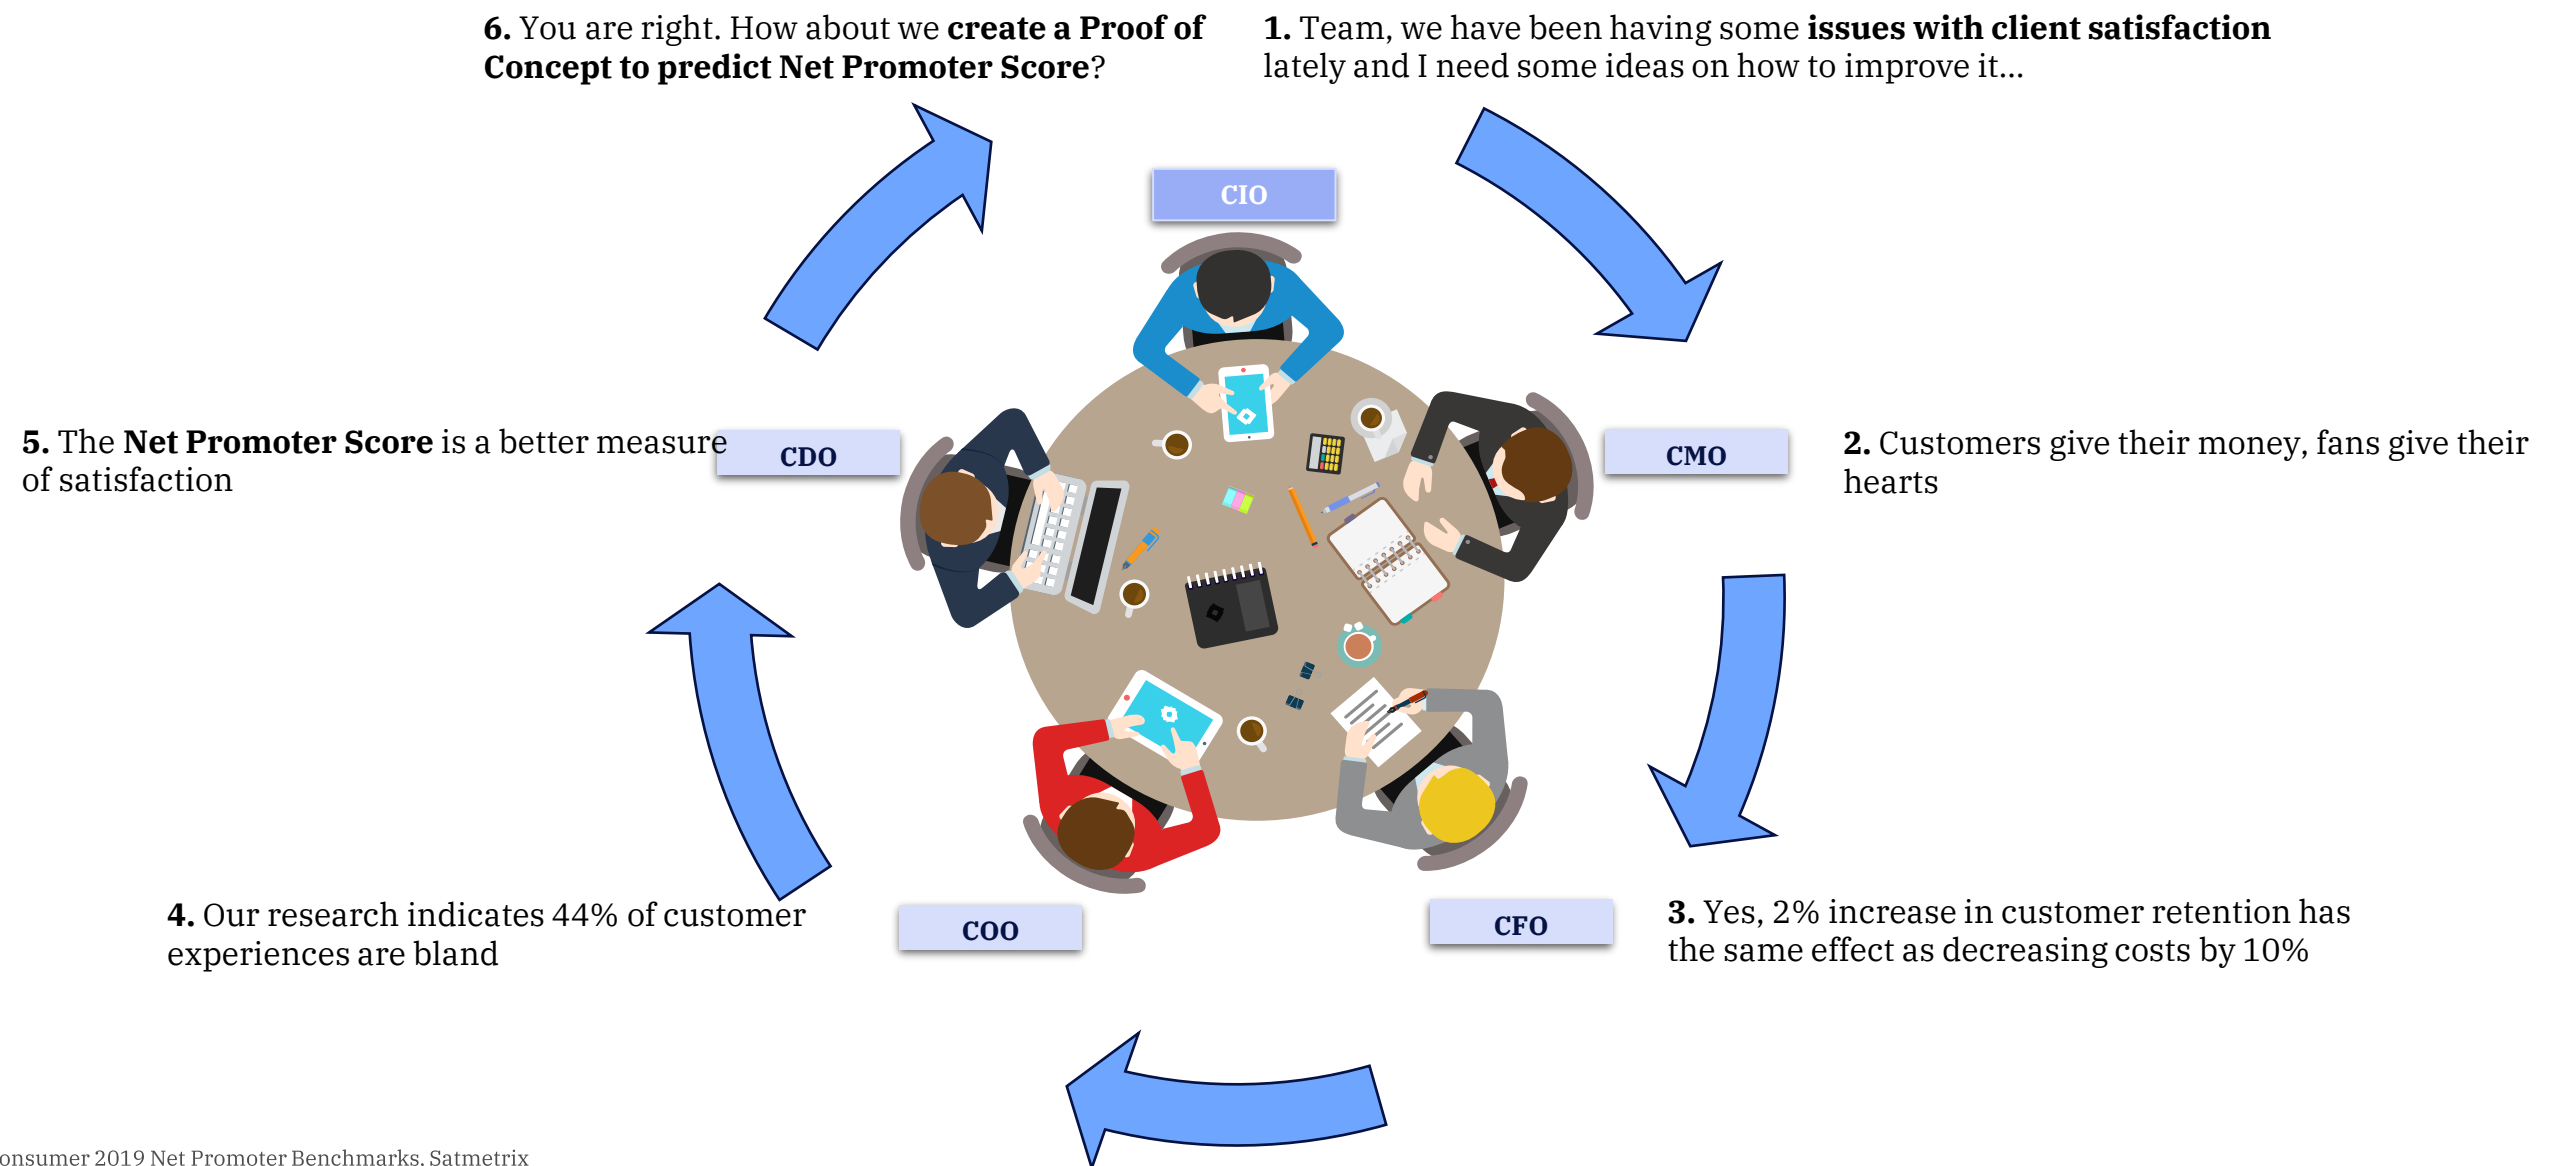 6. You are right. How about we create a Proof of
Concept to predict Net Promoter Score?
1. Team, we have been having some issues with client satisfaction
lately and I need some ideas on how to improve it...
CIO
5. The Net Promoter Score is a better measure
of satisfaction
CDO
CMO
2. Customers give their money, fans give their
hearts
4. Our research indicates 44% of customer
experiences are bland
COO
CFO
3. Yes, 2% increase in customer retention has
the same effect as decreasing costs by 10%
onsumer 2019 Net Promoter Benchmarks. Satmetrix